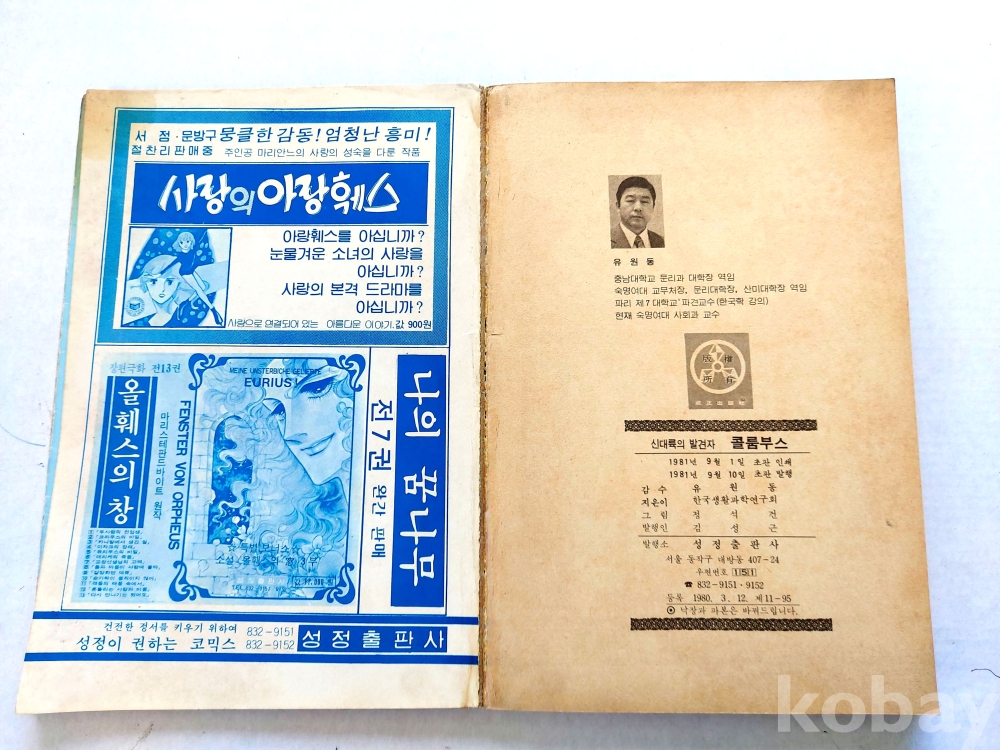 서 점 · 문방구 뭉클한 감동! 엄청난 흥미!
절찬리판매중 주인공 마리안느의 사랑의 성숙을 다룬 작품
사랑의 아랑훼스
아랑훼스를 아십니까?
눈물겨운 소녀의 사랑을
아십니까?
사랑의 본격 드라마를
아십니까?
사랑으로 연결되어 있는 아름다운 이야기. 값 900원
장편극화 전13권
올훼스의 창
마리스테판드바이트 원작
FENSTER VON ORPHEUS
MEINE UNSTERBICHE GELIEBTE
EURIUS!
나의 꿈나무
전 7 권 완간 판매
건전한 정서를 키우기 위하여
성정이 권하는 코믹스
832-9151
832-9152
성정출판사
유 원 동
충남대학교 문리과 대학장 역임
숙명여대 교무처장, 문리대학장, 산미대학장 역임
파리 제7대학교 파견교수(한국학 강의)
현재 숙명여대 사회과 교수
版權
所有
신대륙의 발견자 콜룸부스
1981년 9월 1일 초판 인쇄
1981년 9월 10일 초판 발행
감 수 유 원 동
지은이 한국생활과학연구회
그 림 정 석 건
발행인 김 성 근
발행소 성 정 출 판 사
서울 동작구 대방동 407-24
우편번호 151
☎ 832-9151·9152
등록 1980. 3. 12. 제11-95
◉ 낙장과 파본은 바꿔드립니다.
kobay